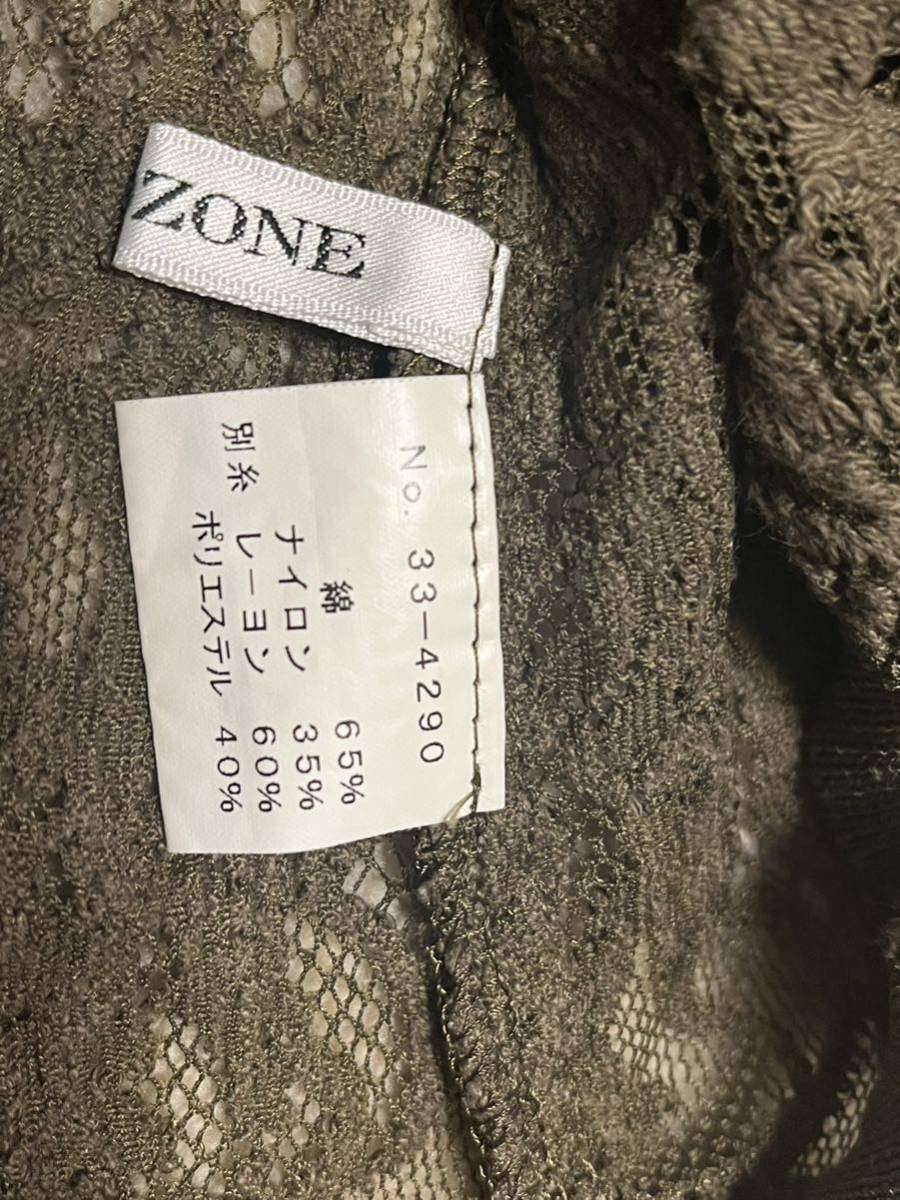 ZONE
No. 33-4290
綿 65%
ナイロン 35%
別糸 レーヨン 60%
ポリエステル 40%